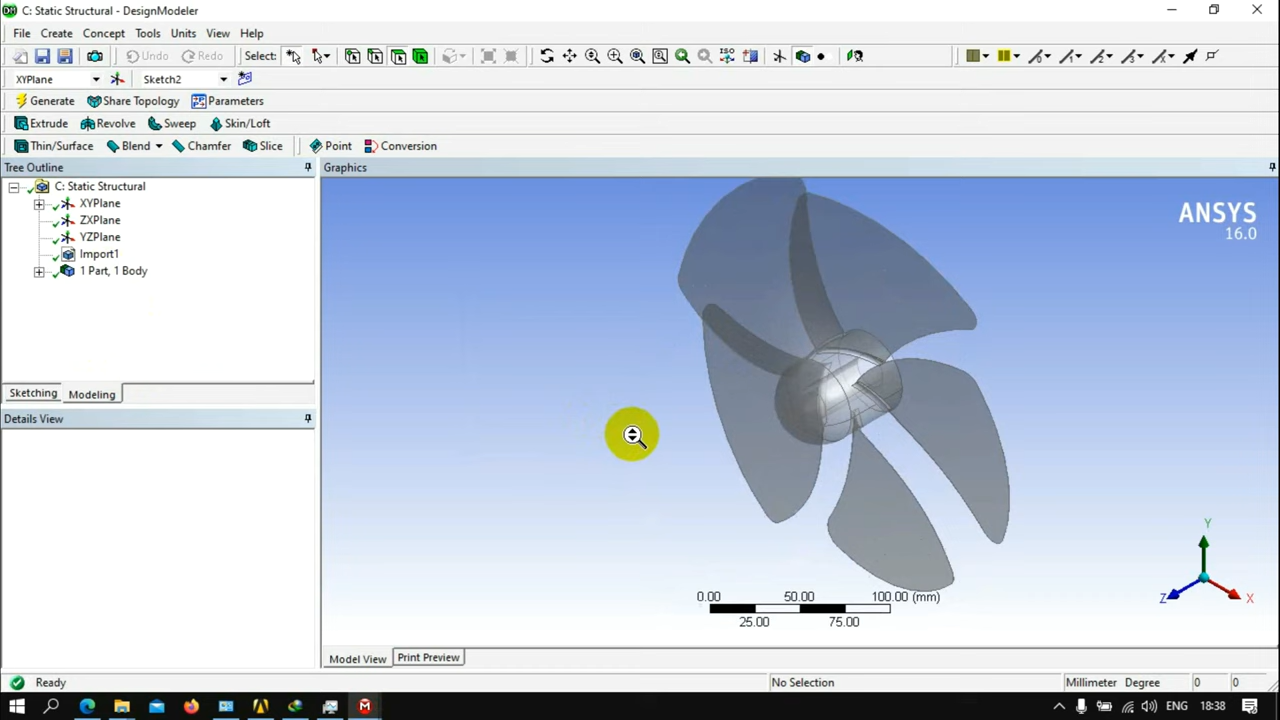 C: Static Structural - DesignModeler
File Create Concept Tools Units View Help
Undo Redo Select:
XYPlane Sketch2
Generate Share Topology Parameters
Extrude Revolve Sweep Skin/Loft
Thin/Surface Blend Chamfer Slice Point Conversion
Tree Outline
C: Static Structural
XYPlane
ZXPlane
YZPlane
Import1
1 Part, 1 Body
Sketching Modeling
Details View
Graphics
ANSYS
16.0
0.00 50.00 100.00 (mm)
25.00 75.00
Y
Z
X
Model View Print Preview
Ready No Selection Millimeter Degree 0 0
ENG 18:38